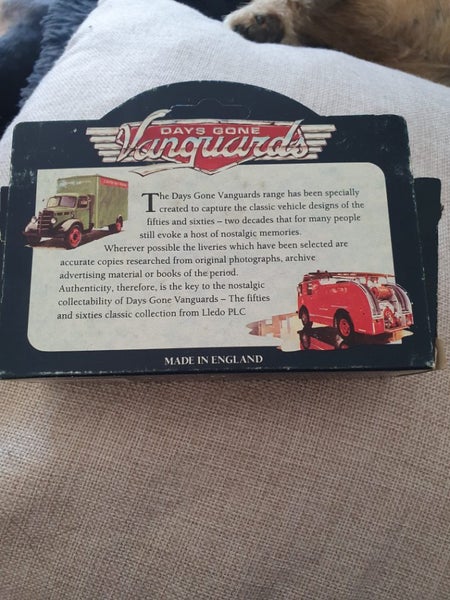 DAYS GONE
Vanguards
The Days Gone Vanguards range has been specially
created to capture the classic vehicle designs of the
fifties and sixties – two decades that for many people
still evoke a host of nostalgic memories.
Wherever possible the liveries which have been selected are
accurate copies researched from original photographs, archive
advertising material or books of the period.
Authenticity, therefore, is the key to the nostalgic
collectability of Days Gone Vanguards – The fifties
and sixties classic collection from Lledo PLC
MADE IN ENGLAND